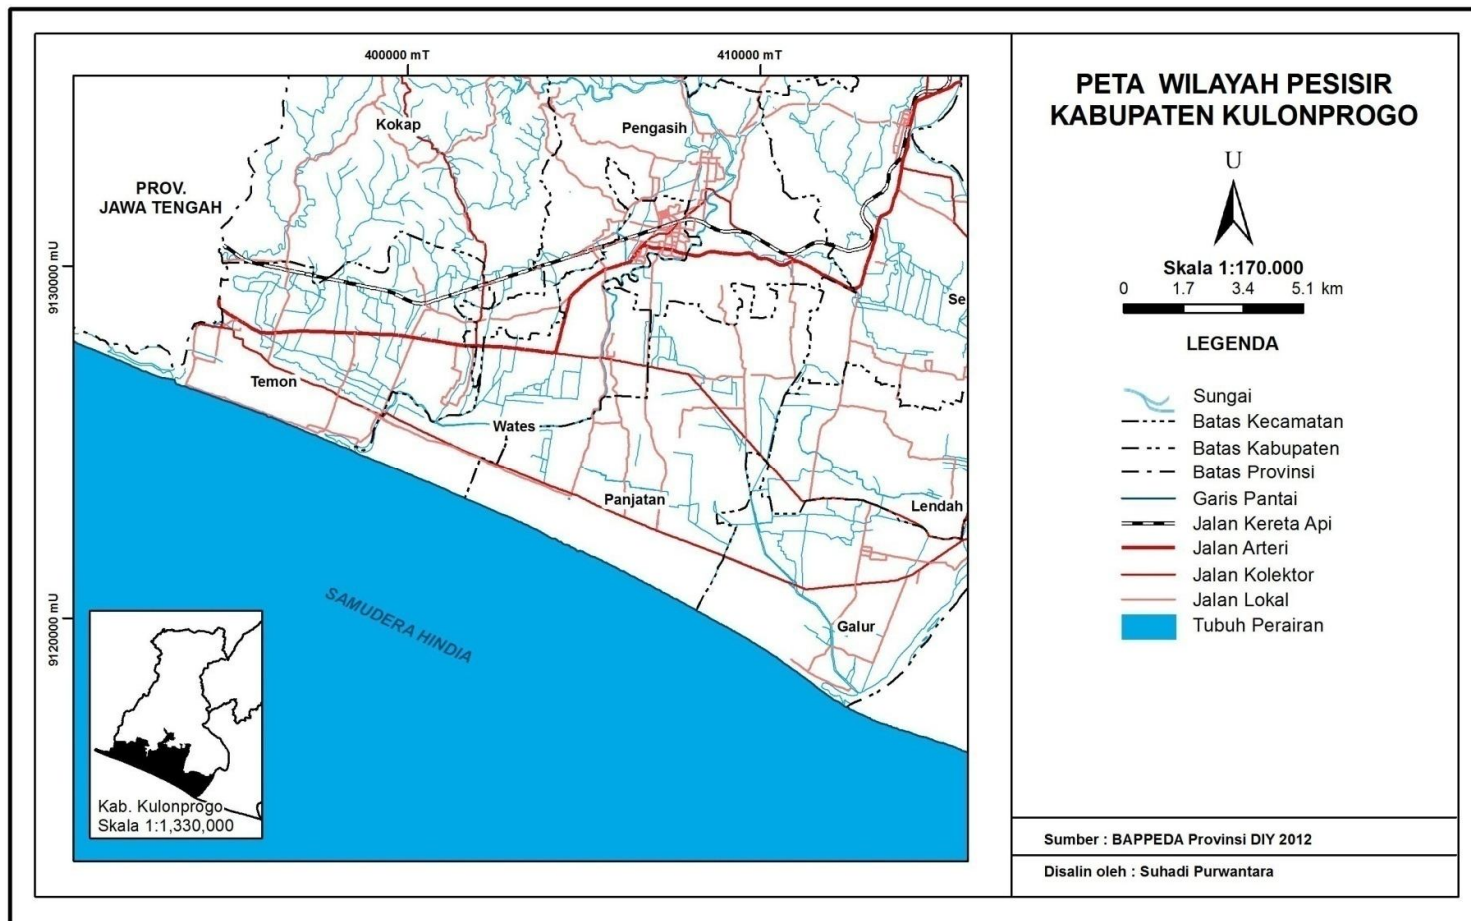 PETA WILAYAH PESISIR
KABUPATEN KULONPROGO
U
Skala 1:170.000
0 1.7 3.4 5.1 km
LEGENDA
Sungai
Batas Kecamatan
Batas Kabupaten
Batas Provinsi
Garis Pantai
Jalan Kereta Api
Jalan Arteri
Jalan Kolektor
Jalan Lokal
Tubuh Perairan
Sumber : BAPPEDA Provinsi DIY 2012
Disalin oleh : Suhadi Purwantara
400000 mT
410000 mT
9130000 mU
9120000 mU
Kokap
Pengasih
PROV.
JAWA TENGAH
Se
Temon
Wates
Panjatan
Lendah
Galur
SAMUDERA HINDIA
Kab. Kulonprogo
Skala 1:1,330,000